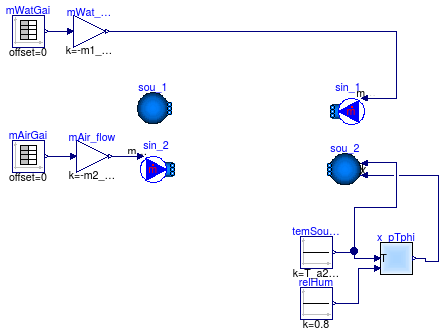 mWatGai
mWat_...
offset=0
k=-m1_...
sou_1
sin_1
m
mAirGai
mAir_flow
m
sin_2
sou_2
offset=0
k=-m2_...
temSou...
x_pTphi
T
k=T_a2...
relHum
k=0.8